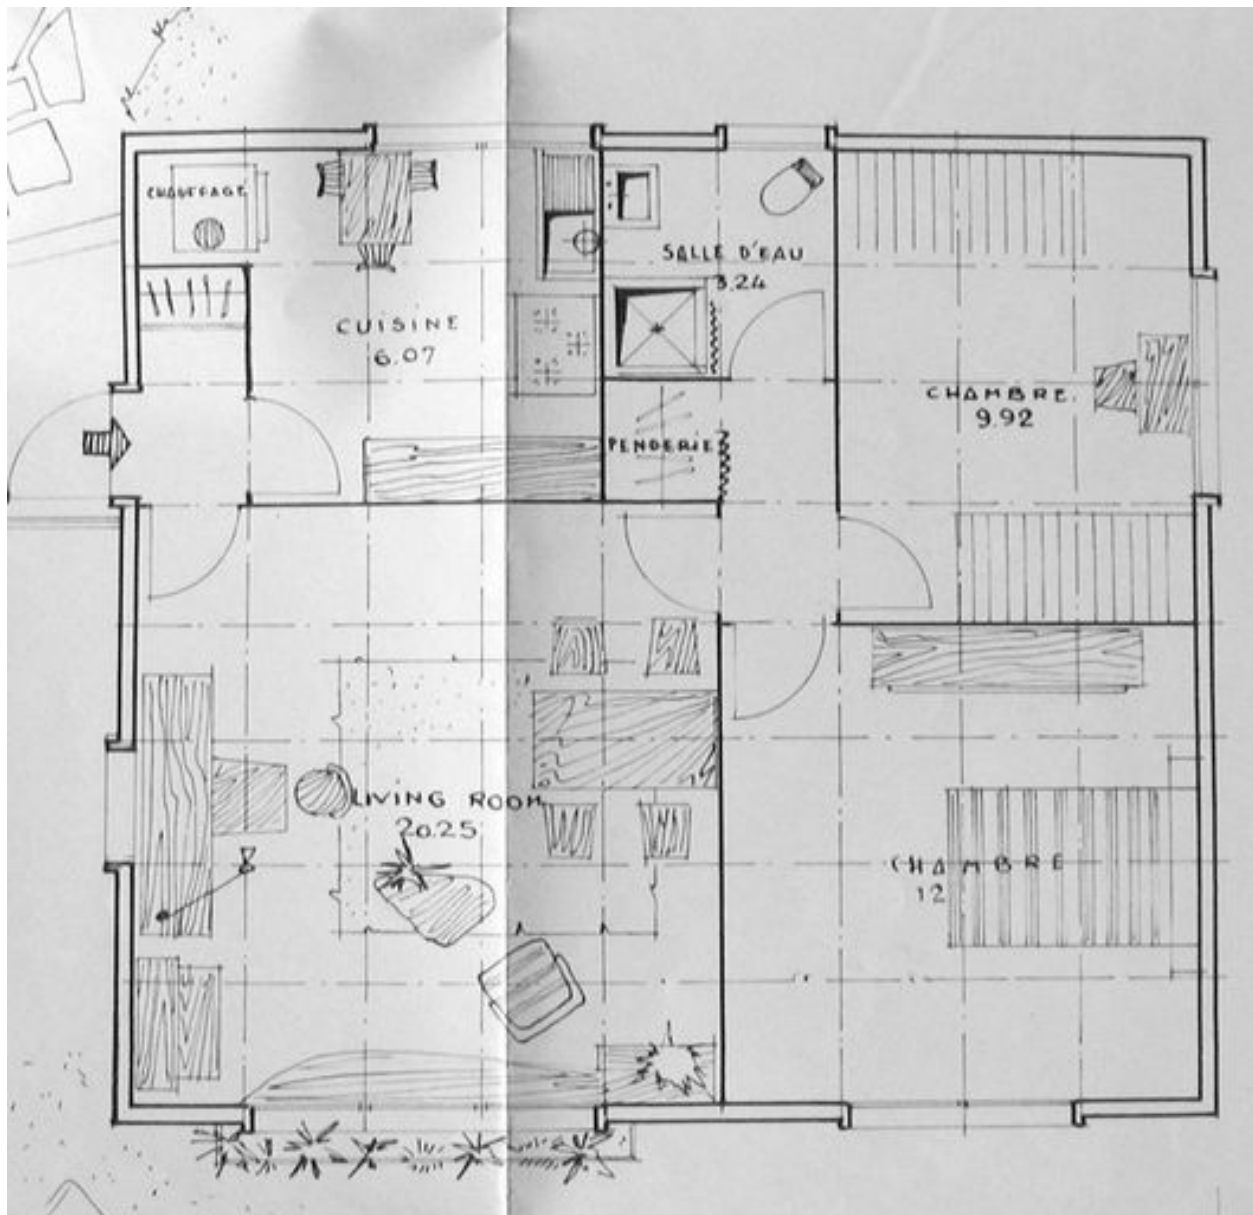 CHAUFFAGE
CUISINE
6.07
SALLE D'EAU
3.24
PENDERIE
CHAMBRE.
9.92
LIVING ROOM
20.25
CHAMBRE
12